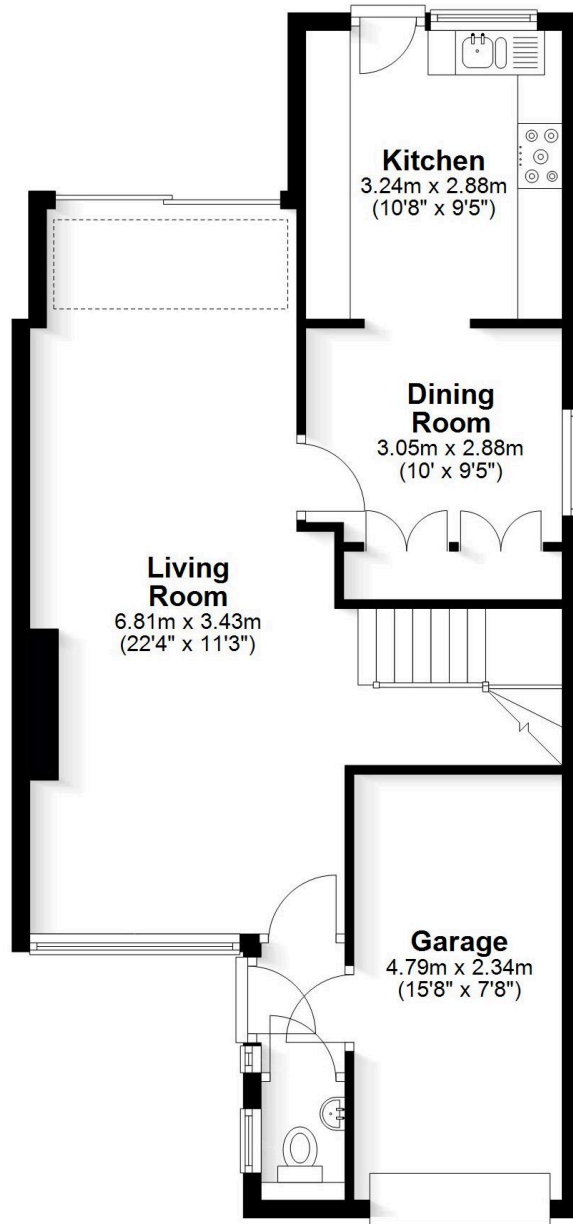 Kitchen
3.24m x 2.88m
(10'8" x 9'5")
Dining
Room
3.05m x 2.88m
(10' x 9'5")
Living
Room
6.81m x 3.43m
(22'4" x 11'3")
Garage
4.79m x 2.34m
(15'8" x 7'8")